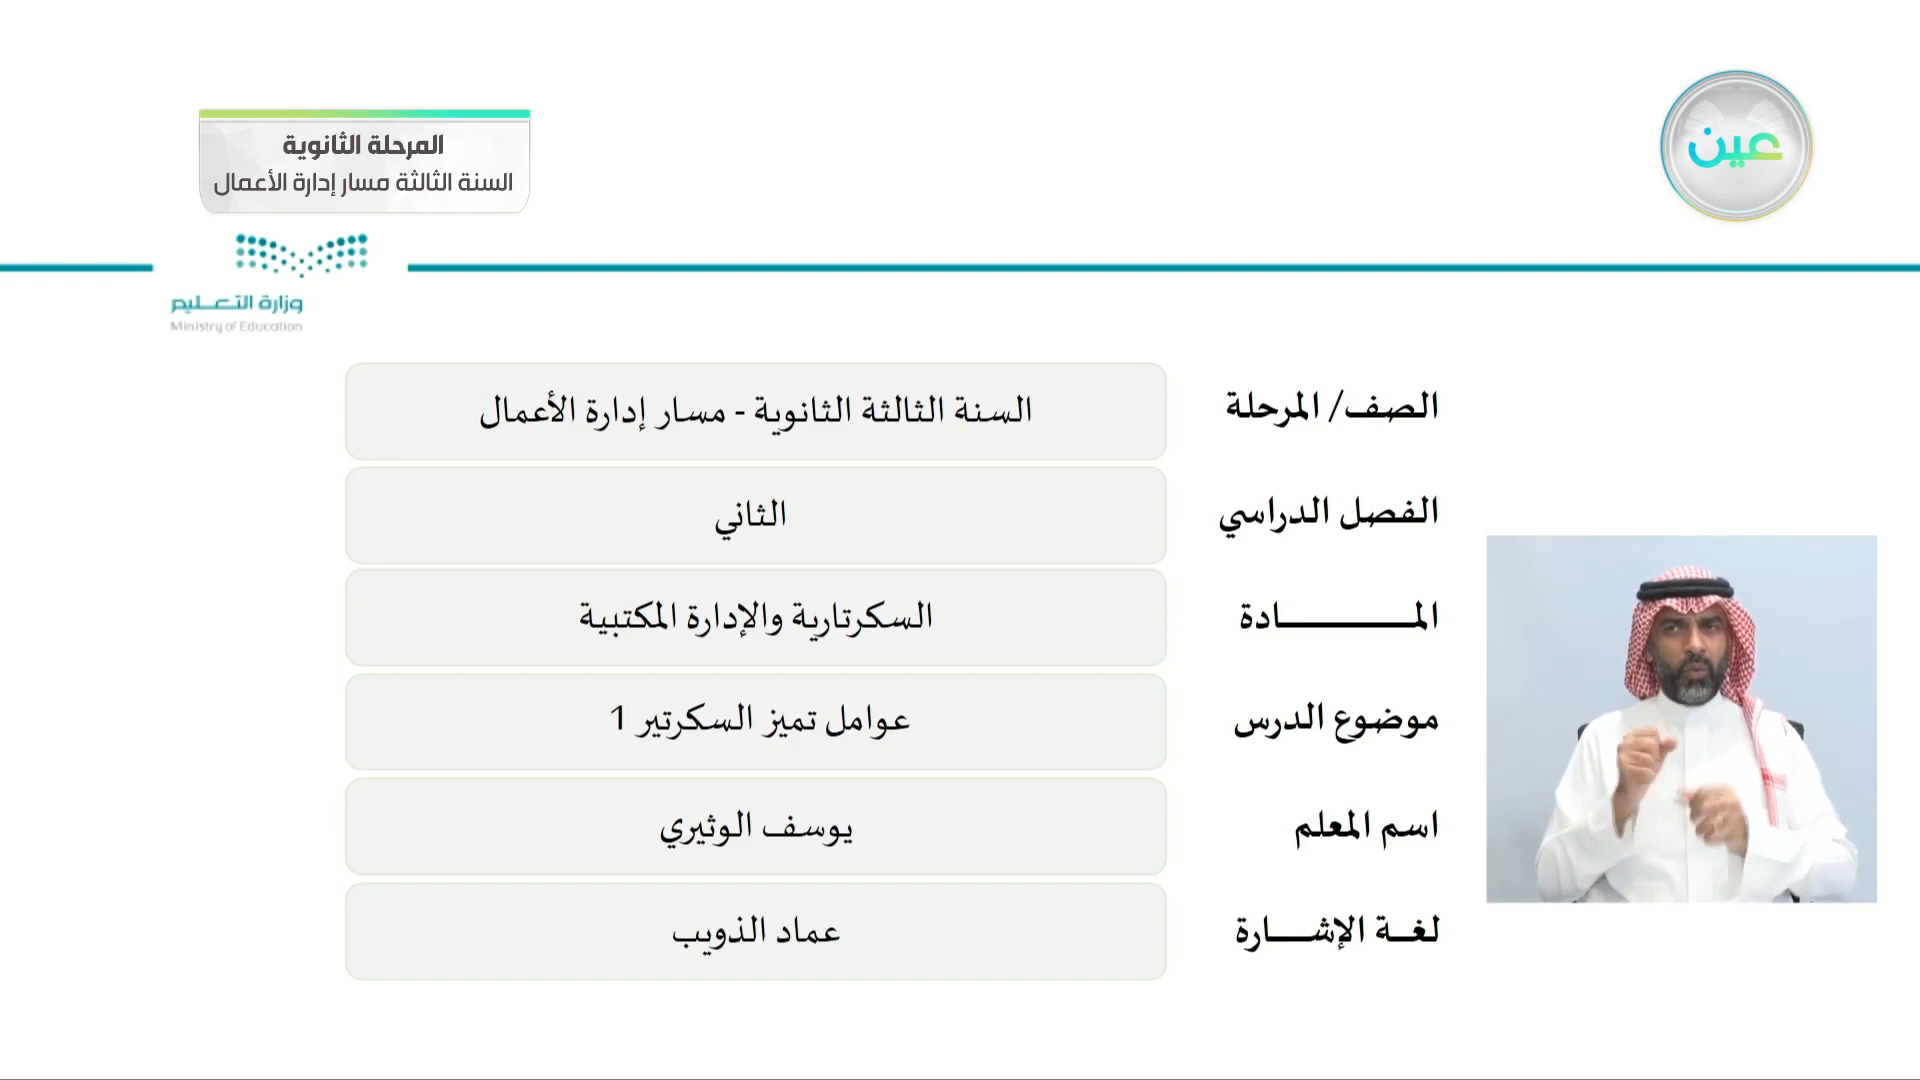 المرحلة الثانوية
السنة الثالثة مسار إدارة الأعمال
عين
وزارة التعليم
Ministry of Education
الصف/ المرحلة
السنة الثالثة الثانوية - مسار إدارة الأعمال
الفصل الدراسي
الثاني
المــــــــــادة
السكرتارية والإدارة المكتبية
موضوع الدرس
عوامل تميز السكرتير 1
اسم المعلم
يوسف الوثيري
لغــة الإشــــارة
عماد الذويب